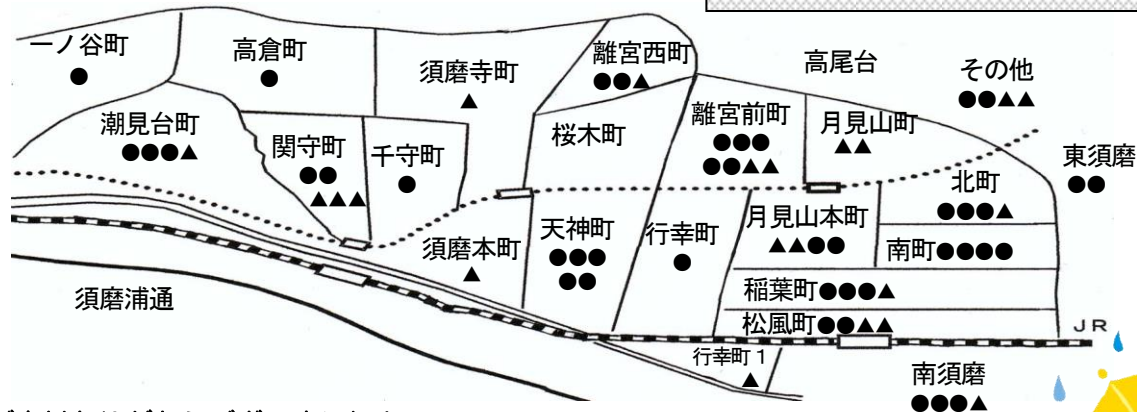 一ノ谷町
●
高倉町
●
須磨寺町
▲
離宮西町
●●▲
高尾台
その他
●●▲▲
潮見台町
●●●▲
関守町
●●
▲▲▲
千守町
●
桜木町
離宮前町
●●●
●●▲▲
月見山町
▲▲
東須磨
●●
北町
●●●▲
須磨本町
▲
天神町
●●●
●●
行幸町
●
月見山本町
▲▲●●
南町●●●●
稲葉町●●●▲
松風町●●▲▲
JR
須磨浦通
行幸町1
▲
南須磨
●●●▲